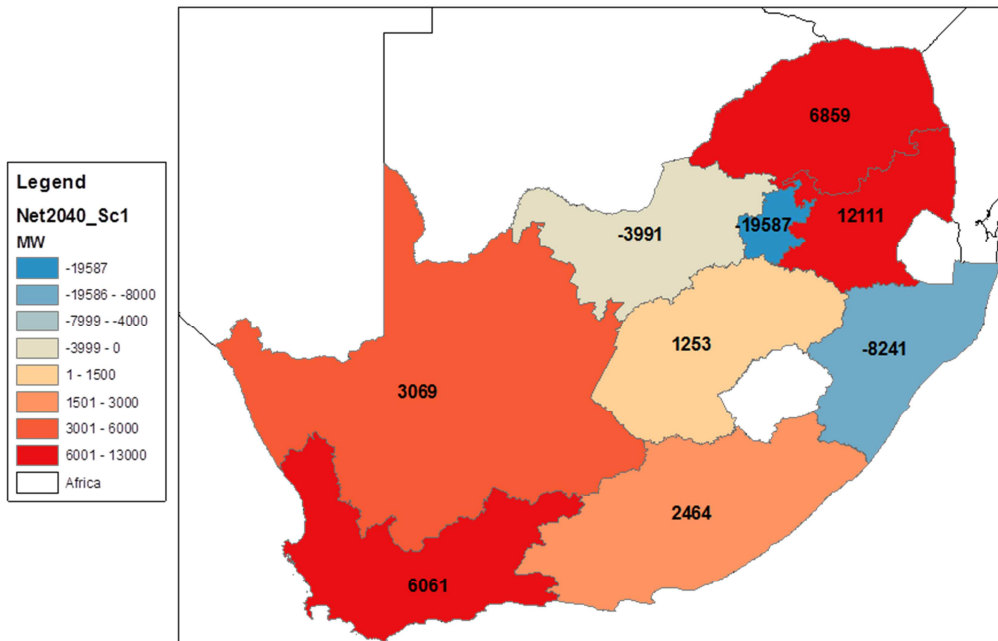 Legend
Net2040_Sc1
MW
-19587
-19586 - -8000
-7999 - -4000
-3999 - 0
1 - 1500
1501 - 3000
3001 - 6000
6001 - 13000
Africa
6859
12111
-19587
-3991
1253
-8241
3069
2464
6061